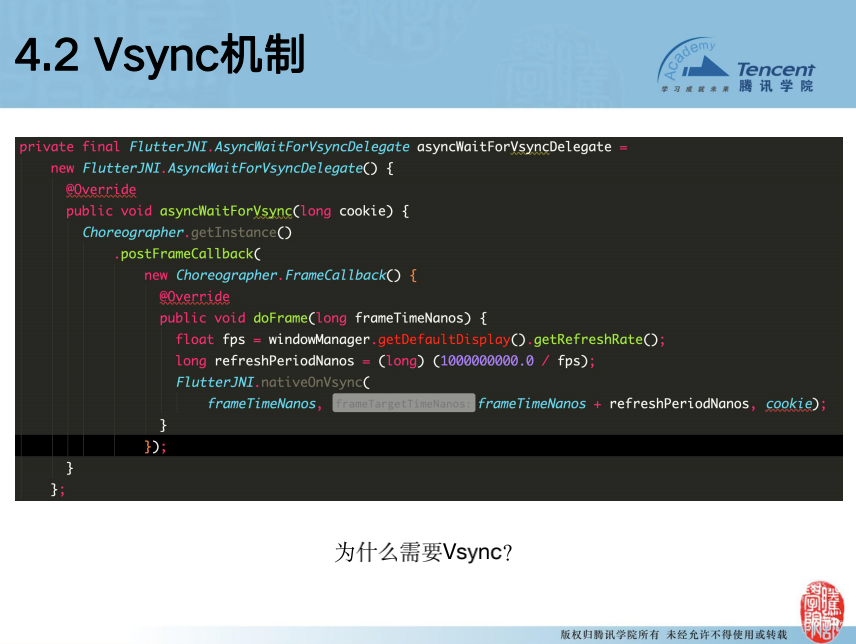 4.2 Vsync机制
Academy
Tencent
学习成就未来 腾讯学院
private final FlutterJNI.AsyncWaitForVsyncDelegate asyncWaitForVsyncDelegate =
new FlutterJNI.AsyncWaitForVsyncDelegate() {
@Override
public void asyncWaitForVsync(long cookie) {
Choreographer.getInstance()
.postFrameCallback(
new Choreographer.FrameCallback() {
@Override
public void doFrame(long frameTimeNanos) {
float fps = windowManager.getDefaultDisplay().getRefreshRate();
long refreshPeriodNanos = (long) (1000000000.0 / fps);
FlutterJNI.nativeOnVsync(
frameTimeNanos, frameTargetTimeNanos: frameTimeNanos + refreshPeriodNanos, cookie);
}
});
}
};
为什么需要Vsync？
版权归腾讯学院所有 未经允许不得使用或转载